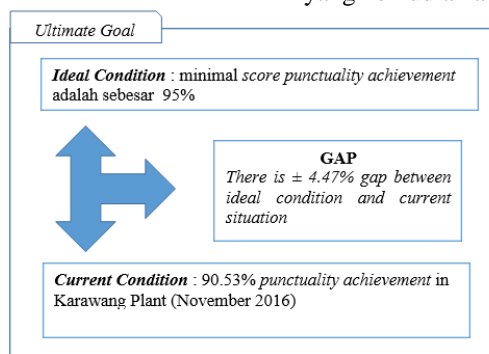 Ultimate Goal
Ideal Condition : minimal score punctuality achievement
adalah sebesar 95%
GAP
There is ± 4.47% gap between
ideal condition and current
situation
Current Condition : 90.53% punctuality achievement in
Karawang Plant (November 2016)